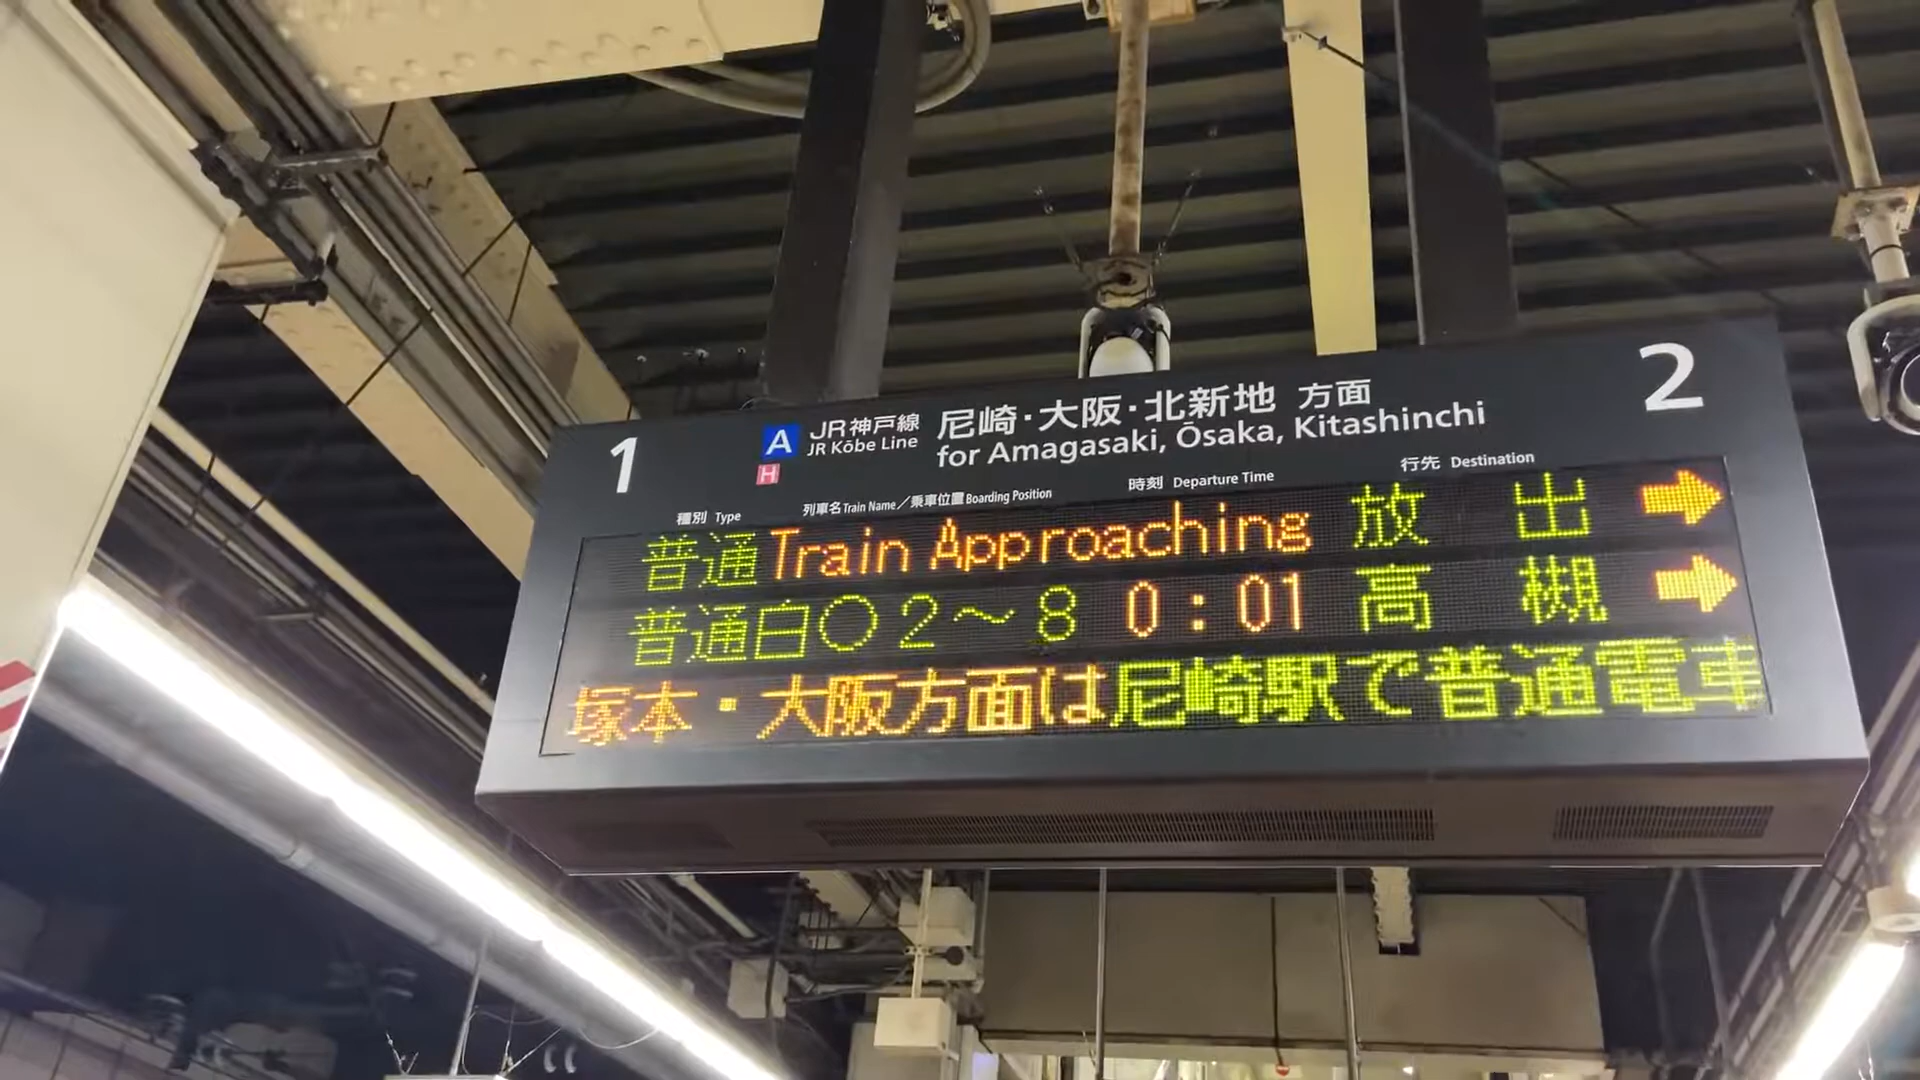 1
A JR神戸線 尼崎・大阪・北新地 方面
H JR Kōbe Line for Amagasaki, Ōsaka, Kitashinchi
2
種別 Type 列車名 Train Name／乗車位置 Boarding Position 時刻 Departure Time 行先 Destination
普通 Train Approaching 放出 →
普通 白○ 2～8 0:01 高槻 →
塚本・大阪方面は尼崎駅で普通電車